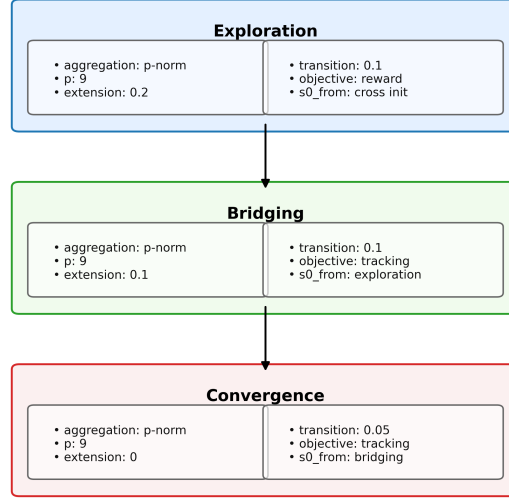 Exploration
• aggregation: p-norm
• p: 9
• extension: 0.2
• transition: 0.1
• objective: reward
• s0_from: cross init
Bridging
• aggregation: p-norm
• p: 9
• extension: 0.1
• transition: 0.1
• objective: tracking
• s0_from: exploration
Convergence
• aggregation: p-norm
• p: 9
• extension: 0
• transition: 0.05
• objective: tracking
• s0_from: bridging